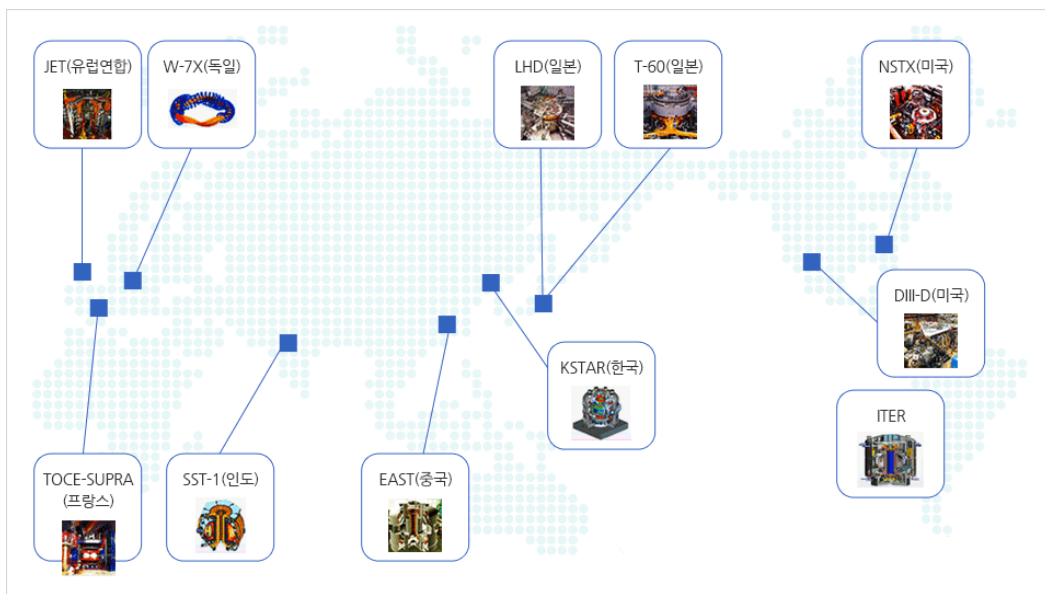 JET(유럽연합)
W-7X(독일)
LHD(일본)
T-60(일본)
NSTX(미국)
DIII-D(미국)
KSTAR(한국)
ITER
TOCE-SUPRA
(프랑스)
SST-1(인도)
EAST(중국)